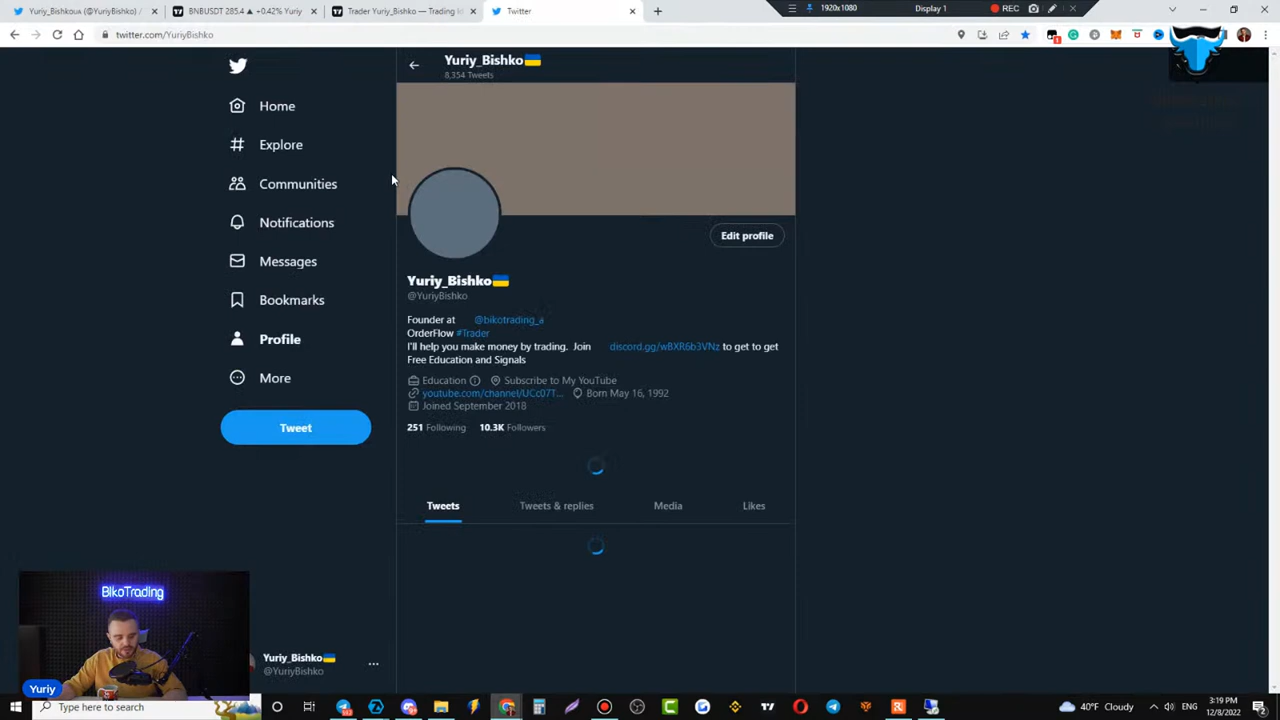 Yuriy_Bishkoua (@YuriyBishko) /
BNBUSDT 285.4 ▲ +0.42% Yuriy
Trader Yuriy_Bishko — Trading Id
Twitter
1920x1080
Display 1
REC
twitter.com/YuriyBishko
Yuriy_Bishko
8,354 Tweets
Home
Explore
Communities
Notifications
Messages
Bookmarks
Profile
More
Tweet
Edit profile
Yuriy_Bishko
@YuriyBishko
Founder at @bikotrading_a
OrderFlow #Trader
I'll help you make money by trading. Join discord.gg/wBXR6b3VNz to get to get
Free Education and Signals
Education Subscribe to My YouTube
youtube.com/channel/UCc07T... Born May 16, 1992
Joined September 2018
251 Following 10.3K Followers
Tweets
Tweets & replies
Media
Likes
BIkoTrading
Yuriy
Yuriy_Bishko
@YuriyBishko
Type here to search
40°F Cloudy
3:19 PM
12/8/2022